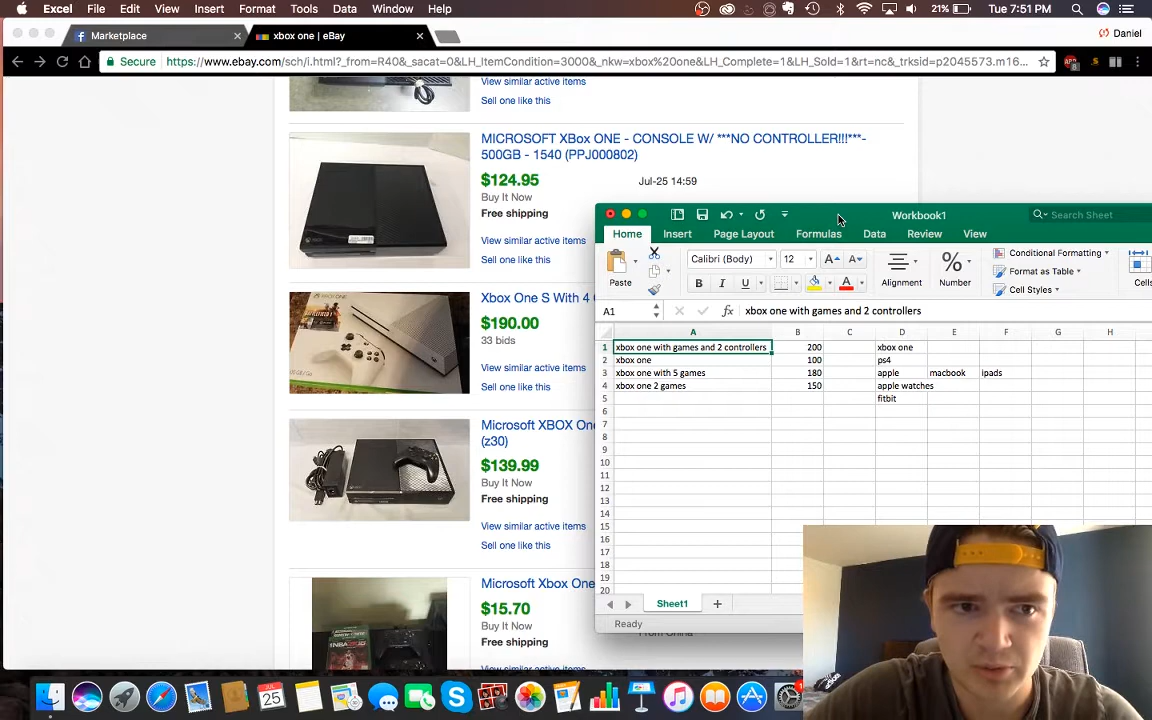 Excel File Edit View Insert Format Tools Data Window Help 21% Tue 7:51 PM
Marketplace xbox one | eBay Daniel
Secure https://www.ebay.com/sch/i.html?_from=R40&_sacat=0&LH_ItemCondition=3000&_nkw=xbox%20one&LH_Complete=1&LH_Sold=1&rt=nc&_trksid=p2045573.m16...
View similar active items
Sell one like this
MICROSOFT XBox ONE - CONSOLE W/ ***NO CONTROLLER!!!***-
500GB - 1540 (PPJ000802)
$124.95 Jul-25 14:59
Buy It Now
Free shipping
View similar active items
Sell one like this
Xbox One S With 4
$190.00
33 bids
View similar active items
Sell one like this
Microsoft XBOX On
(z30)
$139.99
Buy It Now
Free shipping
View similar active items
Sell one like this
Microsoft Xbox One
$15.70
Buy It Now
Free shipping
From China
Workbook1 Search Sheet
Home Insert Page Layout Formulas Data Review View
Paste Calibri (Body) 12 A A B I U A Alignment % Number Conditional Formatting Format as Table Cell Styles Cells
A1 fx xbox one with games and 2 controllers
A B C D E F G H
1 xbox one with games and 2 controllers 200 xbox one
2 xbox one 100 ps4
3 xbox one with 5 games 180 apple macbook ipads
4 xbox one 2 games 150 apple watches
5 fitbit
6
7
8
9
10
11
12
13
14
15
16
17
18
19
20
Sheet1 +
Ready
25